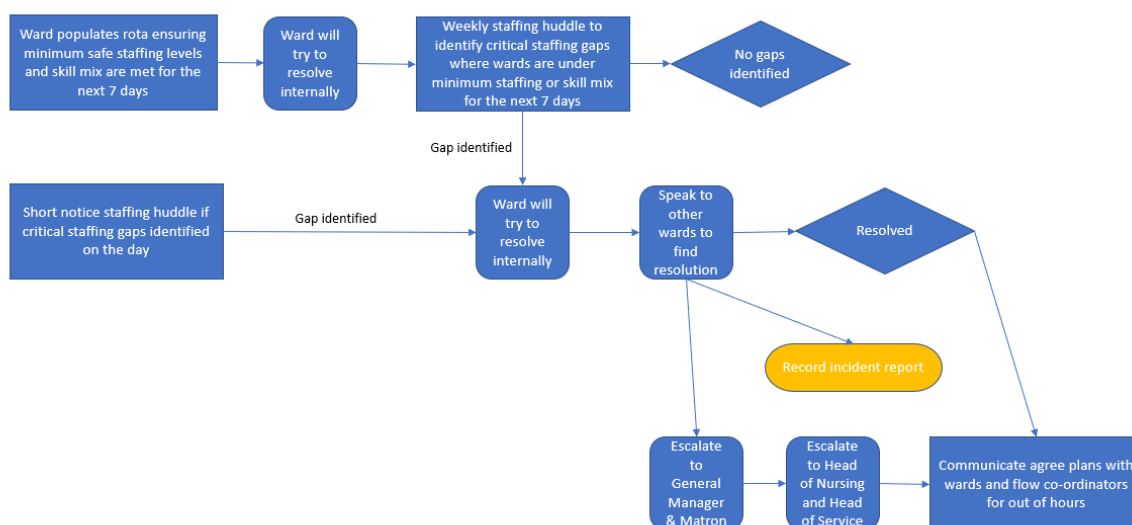 Ward populates rota ensuring
minimum safe staffing levels
and skill mix are met for the
next 7 days
Ward will
try to
resolve
internally
Weekly staffing huddle to
identify critical staffing gaps
where wards are under
minimum staffing or skill mix
for the next 7 days
No gaps
identified
Gap identified
Short notice staffing huddle if
critical staffing gaps identified
on the day
Gap identified
Ward will
try to
resolve
internally
Speak to
other
wards to
find
resolution
Resolved
Record incident report
Escalate
to
General
Manager
& Matron
Escalate
to Head
of Nursing
and Head
of Service
Communicate agree plans with
wards and flow co-ordinators
for out of hours